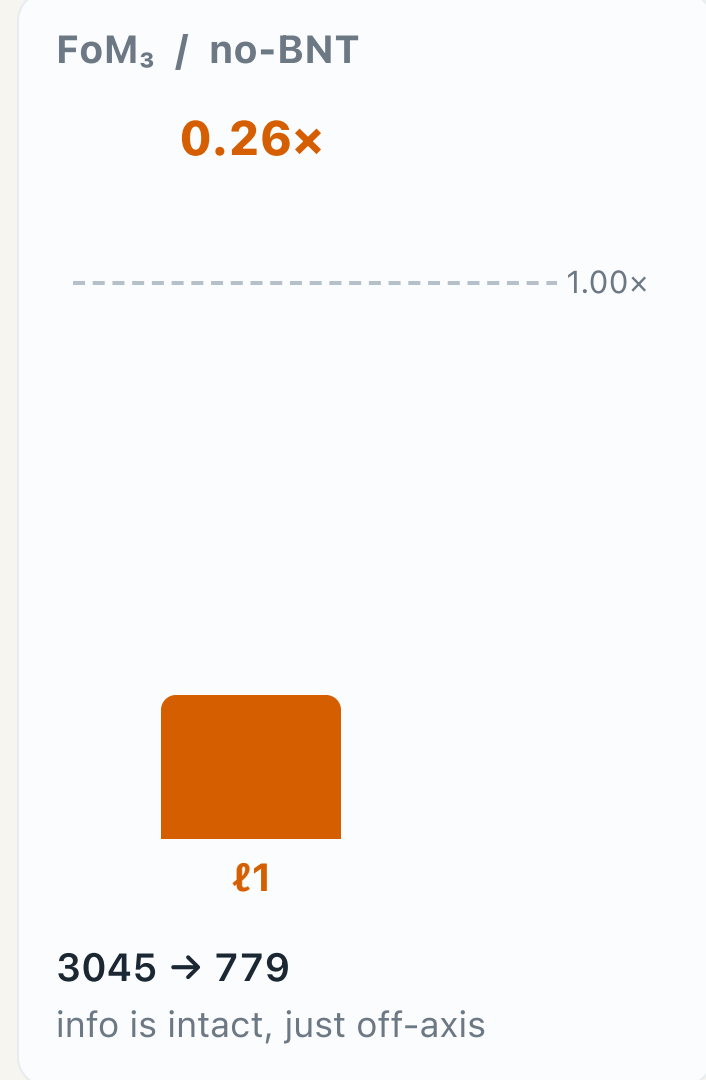 FoM₃ / no-BNT
0.26×
1.00×
ℓ1
3045 → 779
info is intact, just off-axis